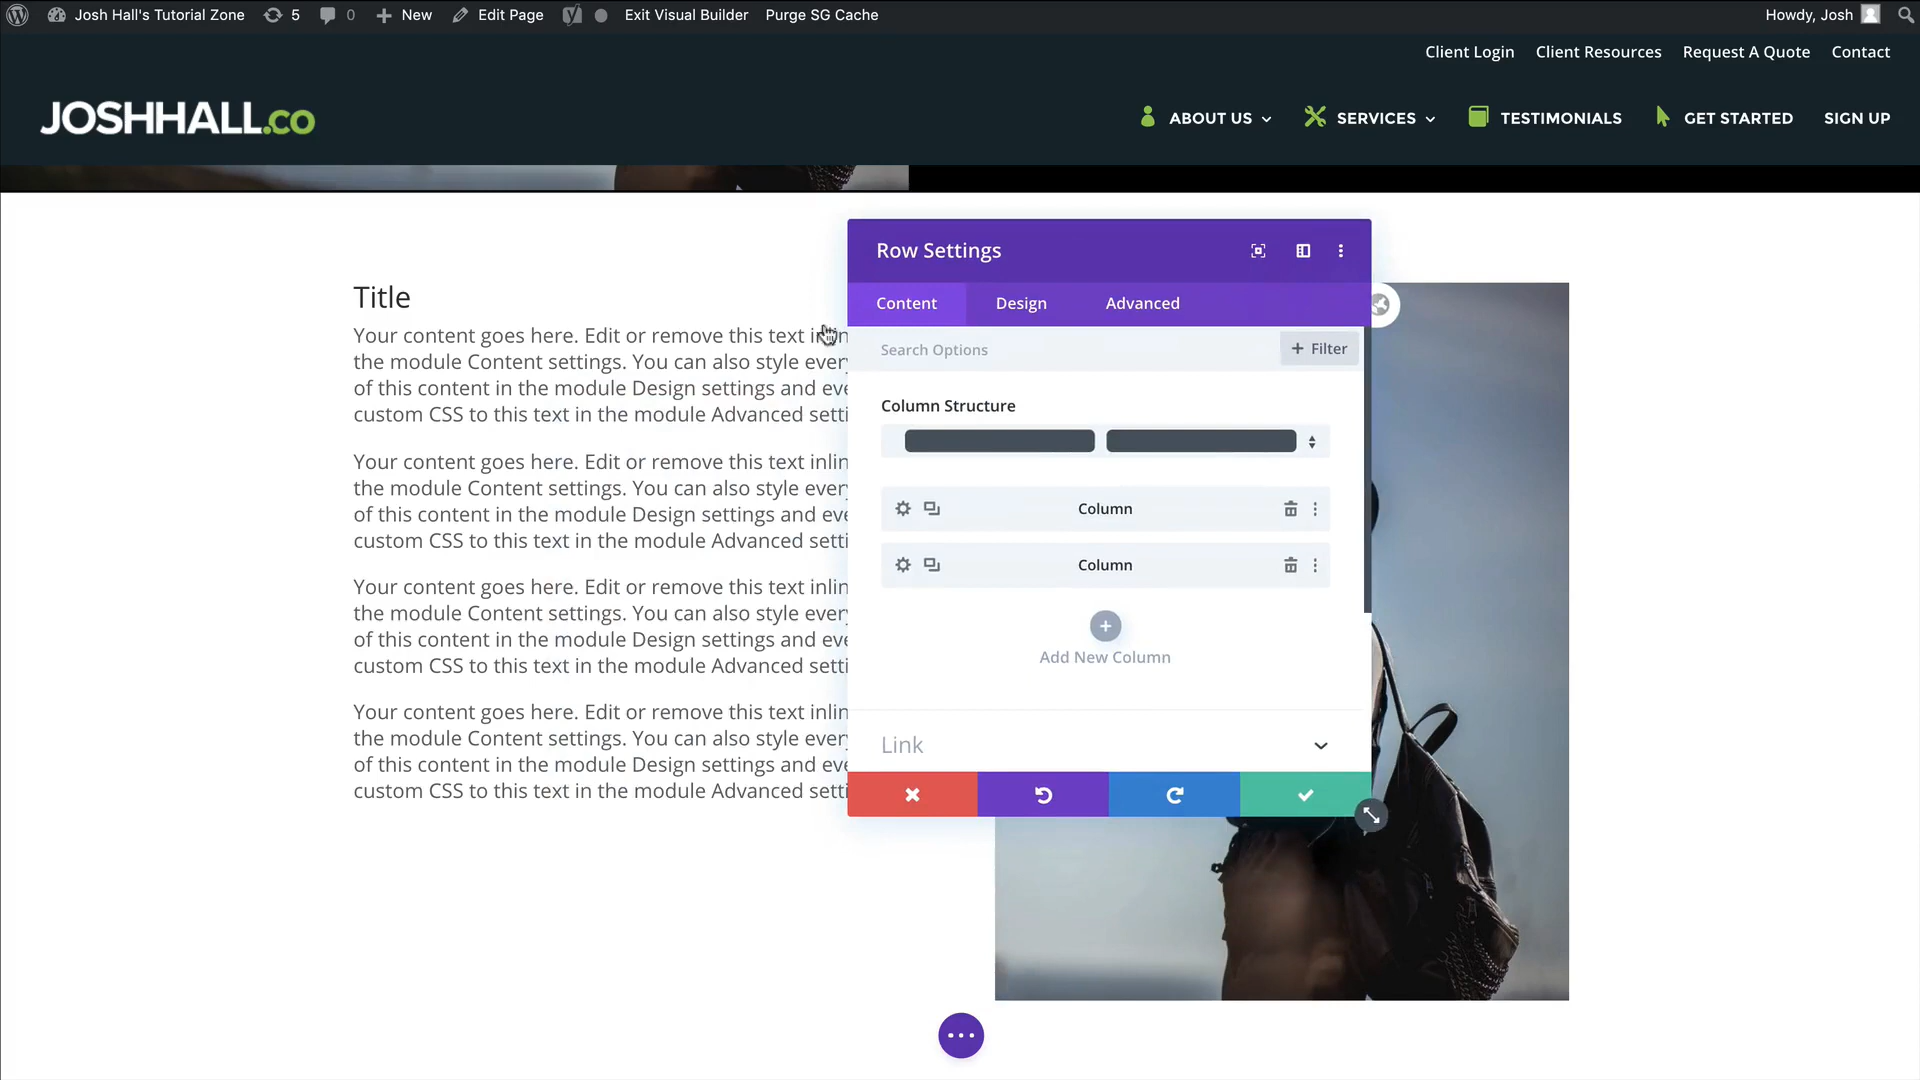 Josh Hall's Tutorial Zone 5 0 New Edit Page Exit Visual Builder Purge SG Cache Howdy, Josh
Client Login Client Resources Request A Quote Contact
JOSHHALL.co ABOUT US SERVICES TESTIMONIALS GET STARTED SIGN UP
Row Settings
Content Design Advanced
Search Options + Filter
Column Structure
Column
Column
Add New Column
Link
Title
Your content goes here. Edit or remove this text inlin
the module Content settings. You can also style every
of this content in the module Design settings and eve
custom CSS to this text in the module Advanced setti
Your content goes here. Edit or remove this text inlin
the module Content settings. You can also style every
of this content in the module Design settings and eve
custom CSS to this text in the module Advanced setti
Your content goes here. Edit or remove this text inlin
the module Content settings. You can also style every
of this content in the module Design settings and eve
custom CSS to this text in the module Advanced setti
Your content goes here. Edit or remove this text inlin
the module Content settings. You can also style every
of this content in the module Design settings and eve
custom CSS to this text in the module Advanced setti